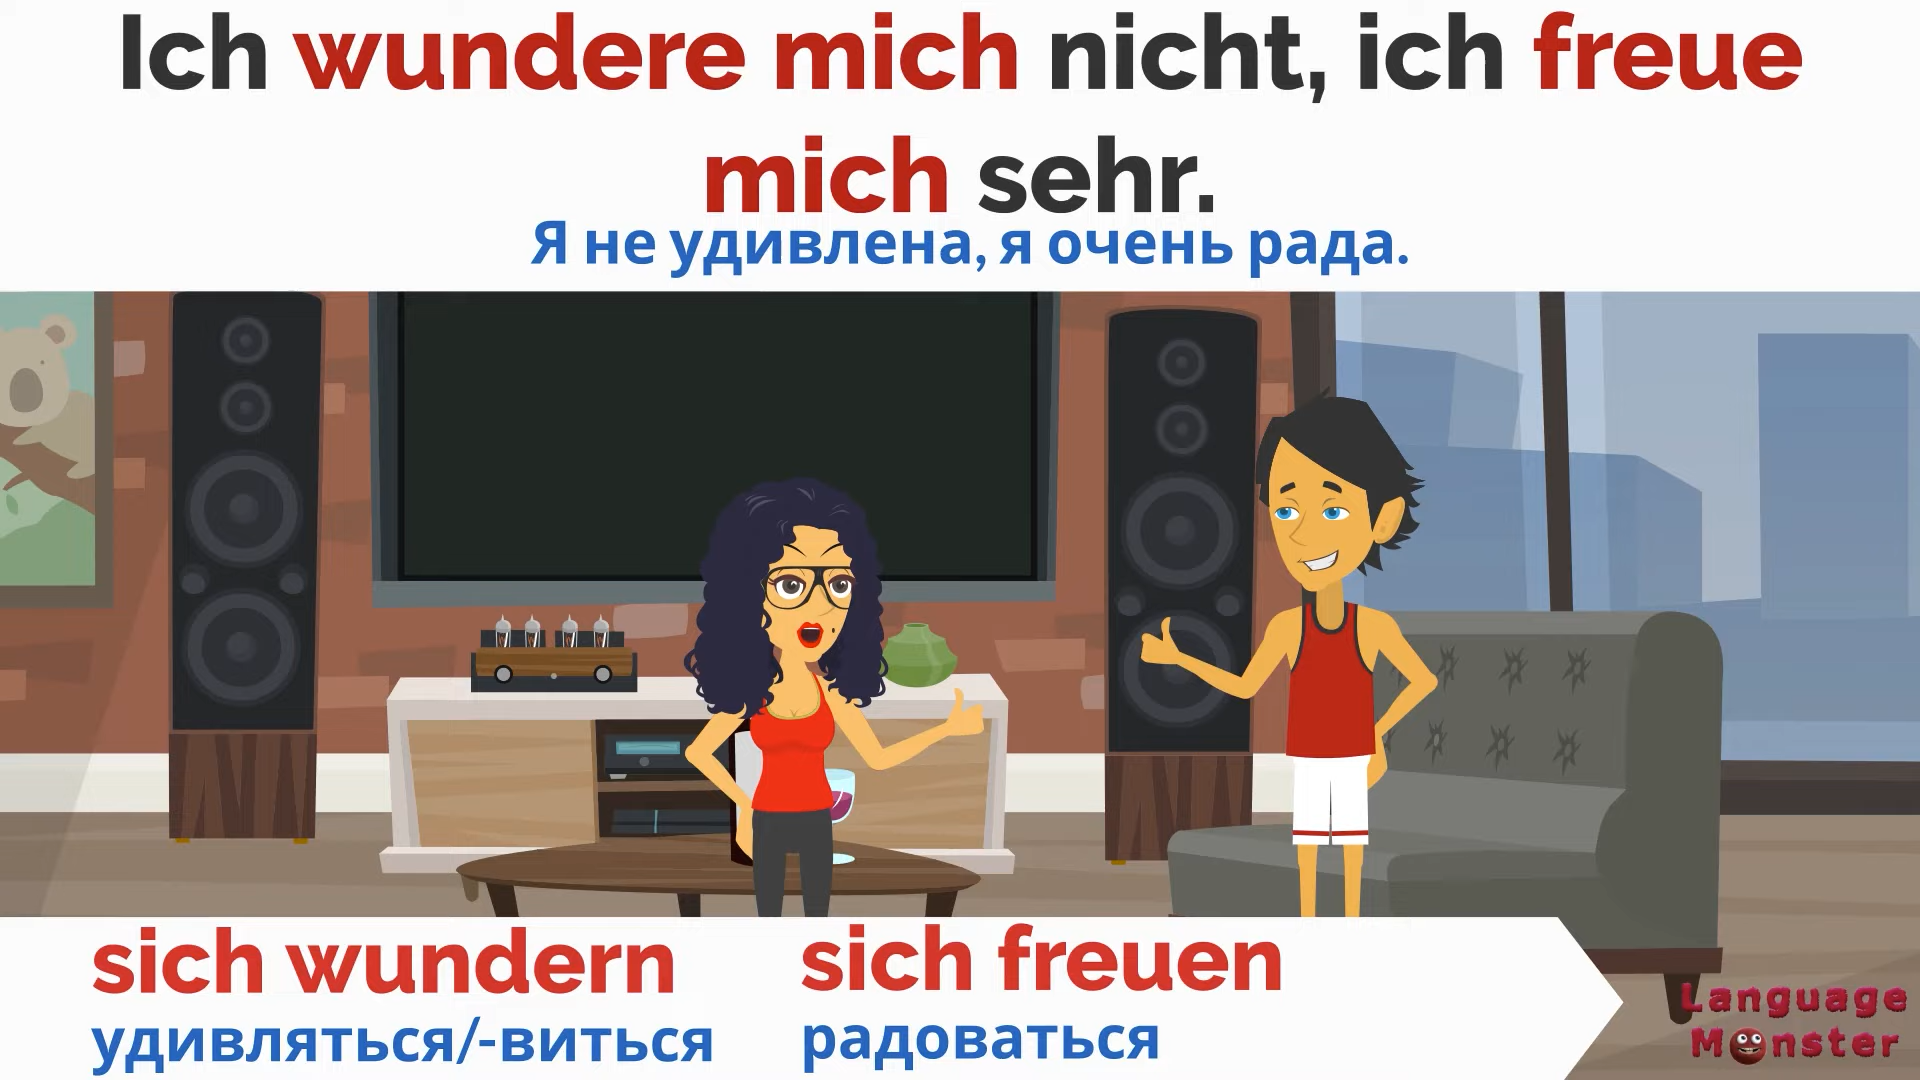 Ich wundere mich nicht, ich freue
mich sehr.
Я не удивлена, я очень рада.
sich wundern
удивляться/-виться
sich freuen
радоваться
Language
Monster